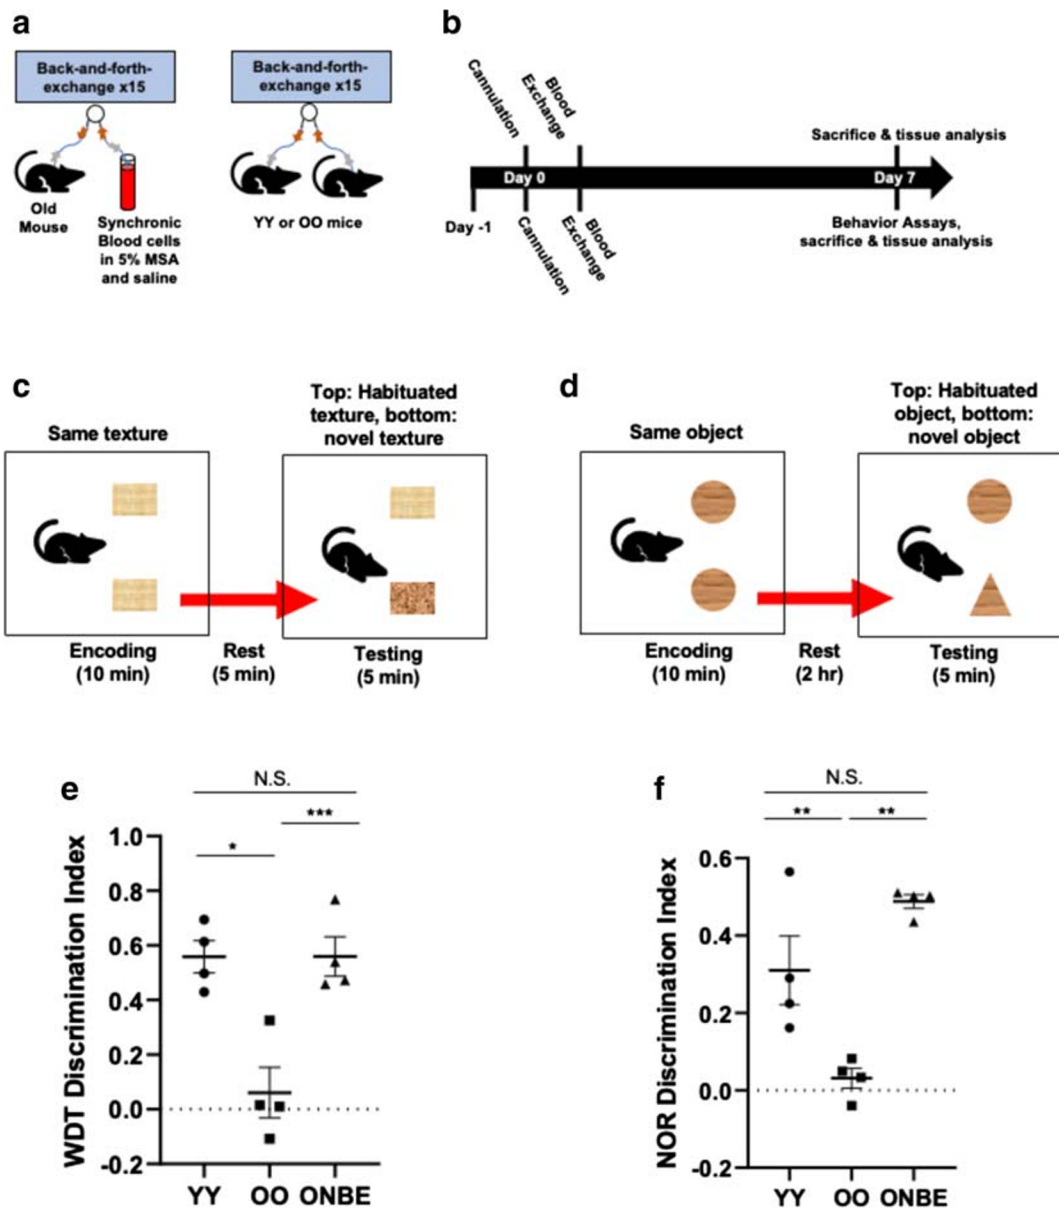 a
Back-and-forth-
exchange x15
Back-and-forth-
exchange x15
Old
Mouse
Synchronic
Blood cells
in 5% MSA
and saline
YY or OO mice
b
Cannulation
Blood
Exchange
Sacrifice & tissue analysis
Day 0
Day 7
Day -1
Cannulation
Blood
Exchange
Behavior Assays,
sacrifice & tissue analysis
c
Same texture
Top: Habituated
texture, bottom:
novel texture
Encoding
(10 min)
Rest
(5 min)
Testing
(5 min)
d
Same object
Top: Habituated
object, bottom:
novel object
Encoding
(10 min)
Rest
(2 hr)
Testing
(5 min)
e
N.S.
***
*
WDT Discrimination Index
1.0
0.8
0.6
0.4
0.2
0.0
-0.2
YY OO ONBE
f
N.S.
** **
NOR Discrimination Index
0.6
0.4
0.2
0.0
-0.2
YY OO ONBE